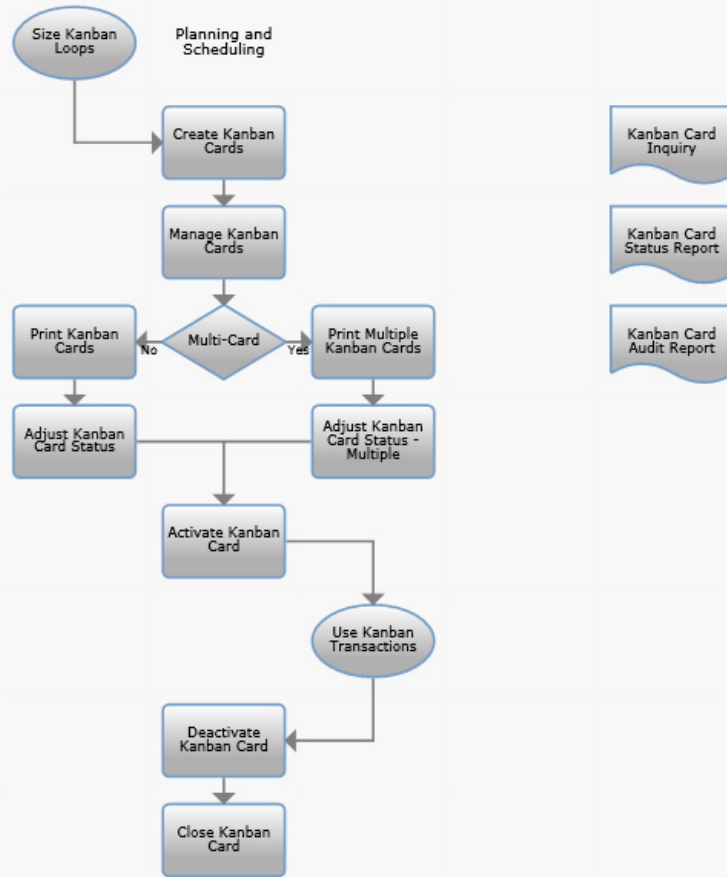 Size Kanban
Loops
Planning and
Scheduling
Create Kanban
Cards
Kanban Card
Inquiry
Manage Kanban
Cards
Kanban Card
Status Report
Print Kanban
Cards
No
Multi-Card
Yes
Print Multiple
Kanban Cards
Kanban Card
Audit Report
Adjust Kanban
Card Status
Adjust Kanban
Card Status -
Multiple
Activate Kanban
Card
Use Kanban
Transactions
Deactivate
Kanban Card
Close Kanban
Card